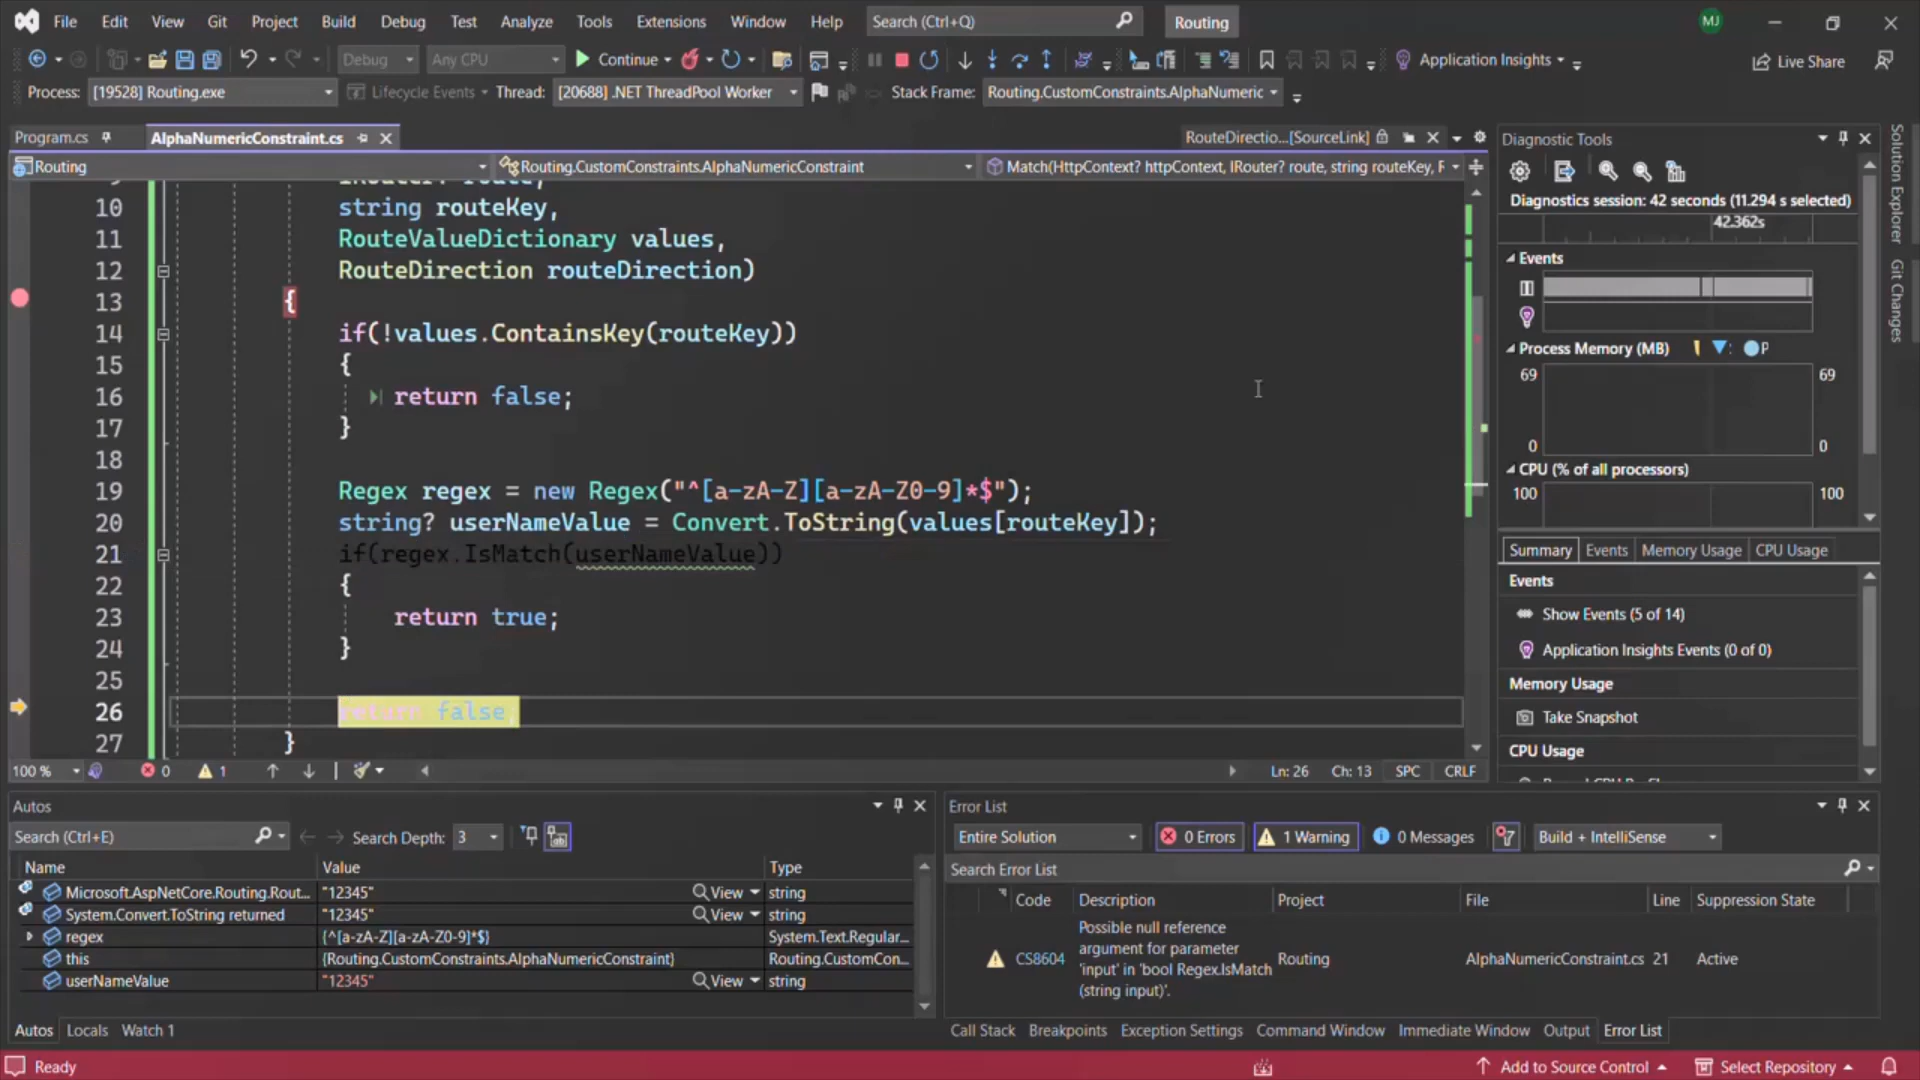 File Edit View Git Project Build Debug Test Analyze Tools Extensions Window Help Search (Ctrl+Q) Routing MJ
Debug Any CPU Continue Application Insights Live Share
Process: [19528] Routing.exe Lifecycle Events Thread: [20688] .NET ThreadPool Worker Stack Frame: Routing.CustomConstraints.AlphaNumeric
Program.cs AlphaNumericConstraint.cs RouteDirectio...[SourceLink]
Routing Routing.CustomConstraints.AlphaNumericConstraint Match(HttpContext? httpContext, IRouter? route, string routeKey, F
9 IRouter? route,
10 string routeKey,
11 RouteValueDictionary values,
12 RouteDirection routeDirection)
13 {
14 if(!values.ContainsKey(routeKey))
15 {
16 return false;
17 }
18
19 Regex regex = new Regex("^[a-zA-Z][a-zA-Z0-9]*$");
20 string? userNameValue = Convert.ToString(values[routeKey]);
21 if(regex.IsMatch(userNameValue))
22 {
23 return true;
24 }
25
26 return false;
27 }
100 % 0 1 Ln: 26 Ch: 13 SPC CRLF
Diagnostic Tools
Diagnostics session: 42 seconds (11.294 s selected)
42.362s
Events
Process Memory (MB) P
69 69
0 0
CPU (% of all processors)
100 100
Summary Events Memory Usage CPU Usage
Events
Show Events (5 of 14)
Application Insights Events (0 of 0)
Memory Usage
Take Snapshot
CPU Usage
Solution Explorer
Git Changes
Autos
Search (Ctrl+E) Search Depth: 3
Name Value Type
Microsoft.AspNetCore.Routing.Rout... "12345" View string
System.Convert.ToString returned "12345" View string
regex {^[a-zA-Z][a-zA-Z0-9]*$} System.Text.Regular...
this {Routing.CustomConstraints.AlphaNumericConstraint} Routing.CustomCon...
userNameValue "12345" View string
Autos Locals Watch 1
Error List
Entire Solution 0 Errors 1 Warning 0 Messages Build + IntelliSense
Search Error List
Code Description Project File Line Suppression State
CS8604 Possible null reference
argument for parameter
'input' in 'bool Regex.IsMatch
(string input)'.
Routing AlphaNumericConstraint.cs 21 Active
Call Stack Breakpoints Exception Settings Command Window Immediate Window Output Error List
Ready Add to Source Control Select Repository